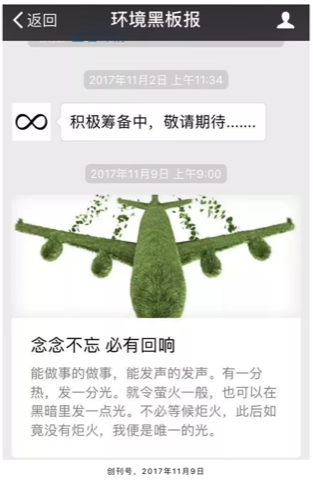 返回
环境黑板报
2017年11月2日 上午11:34
积极筹备中，敬请期待.......
2017年11月9日 上午9:00
念念不忘 必有回响
能做事的做事，能发声的发声。有一分
热，发一分光。就令萤火一般，也可以在
黑暗里发一点光。不必等候炬火，此后如
竟没有炬火，我便是唯一的光。
创刊号，2017年11月9日